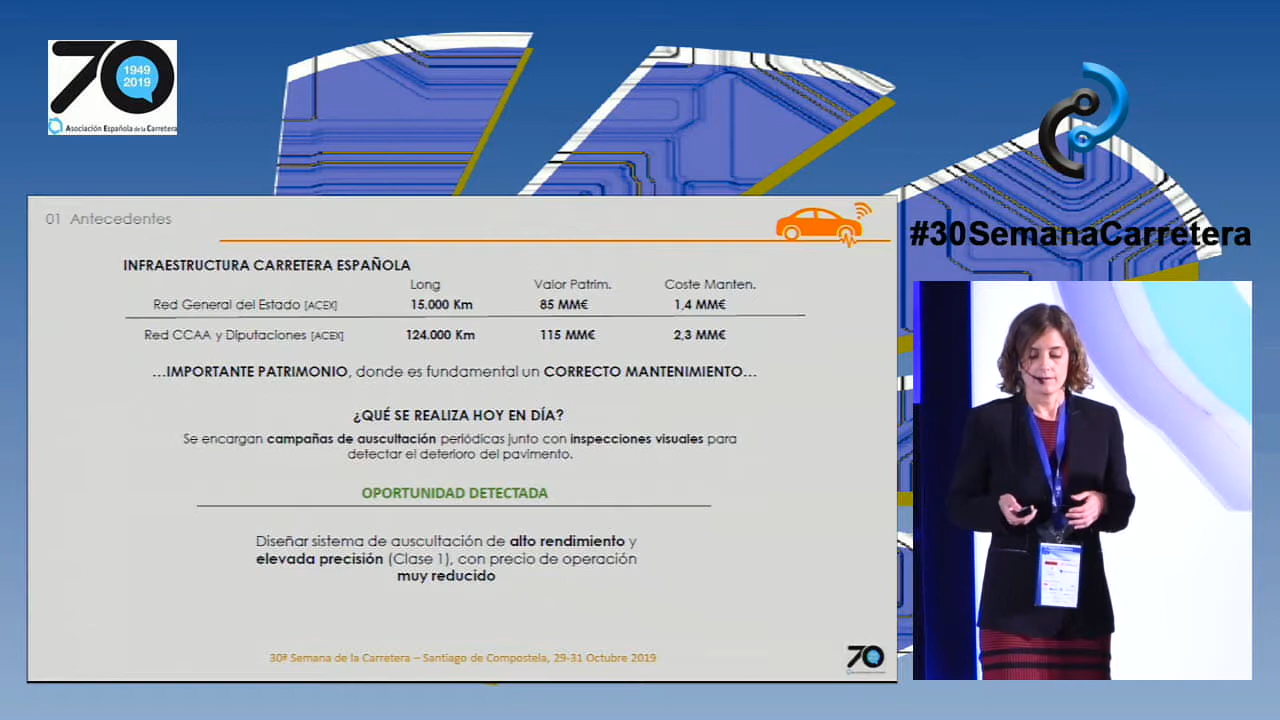 70
1949
2019
Asociación Española de la Carretera
#30SemanaCarretera
01 Antecedentes
INFRAESTRUCTURA CARRETERA ESPAÑOLA
Long Valor Patrim. Coste Manten.
Red General del Estado [ACEX] 15.000 Km 85 MM€ 1,4 MM€
Red CCAA y Diputaciones [ACEX] 124.000 Km 115 MM€ 2,3 MM€
...IMPORTANTE PATRIMONIO, donde es fundamental un CORRECTO MANTENIMIENTO...
¿QUÉ SE REALIZA HOY EN DÍA?
Se encargan campañas de auscultación periódicas junto con inspecciones visuales para
detectar el deterioro del pavimento.
OPORTUNIDAD DETECTADA
Diseñar sistema de auscultación de alto rendimiento y
elevada precisión (Clase 1), con precio de operación
muy reducido
30ª Semana de la Carretera – Santiago de Compostela, 29-31 Octubre 2019
70